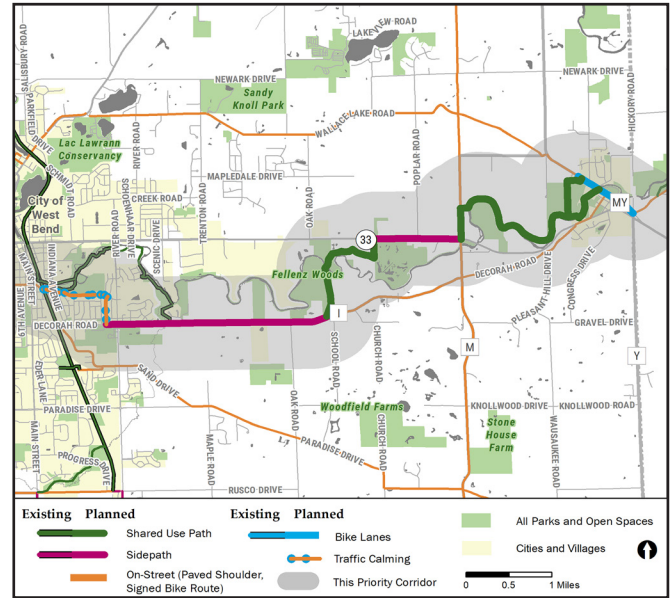 LAKE
VIEW ROAD
SALISBURY ROAD
NEWARK DRIVE
NEWARK DRIVE
Sandy
Knoll Park
PARKFIELD
DRIVE
WALLACE LAKE ROAD
HICKORY ROAD
Lac Lawrann
Conservancy
RIVER ROAD
POPLAR ROAD
SCHMIDT ROAD
MAPLEDALE DRIVE
City of
West
Bend
CREEK ROAD
SCHOENHAAR DRIVE
TRENTON ROAD
OAK ROAD
MY
RIVER ROAD
SCENIC DRIVE
33
MAIN STREET
INDIANA AVENUE
Fellenz Woods
DECORAH ROAD
PLEASANT HILL DRIVE
CONGRESS DRIVE
9TH AVENUE
DECORAH ROAD
I
GRAVEL DRIVE
SCHOOL ROAD
CHURCH ROAD
M
Y
EDER LANE
SAND DRIVE
PARADISE DRIVE
OAK ROAD
Woodfield Farms
KNOLLWOOD DRIVE
KNOLLWOOD ROAD
MAIN STREET
MAPLE ROAD
PARADISE DRIVE
CHURCH ROAD
Stone
House
Farm
WAUSAUKEE ROAD
PROGRESS DRIVE
RUSCO DRIVE
Existing Planned
Shared Use Path
Sidepath
On-Street (Paved Shoulder,
Signed Bike Route)
Existing Planned
Bike Lanes
Traffic Calming
This Priority Corridor
All Parks and Open Spaces
Cities and Villages
0 0.5 1 Miles